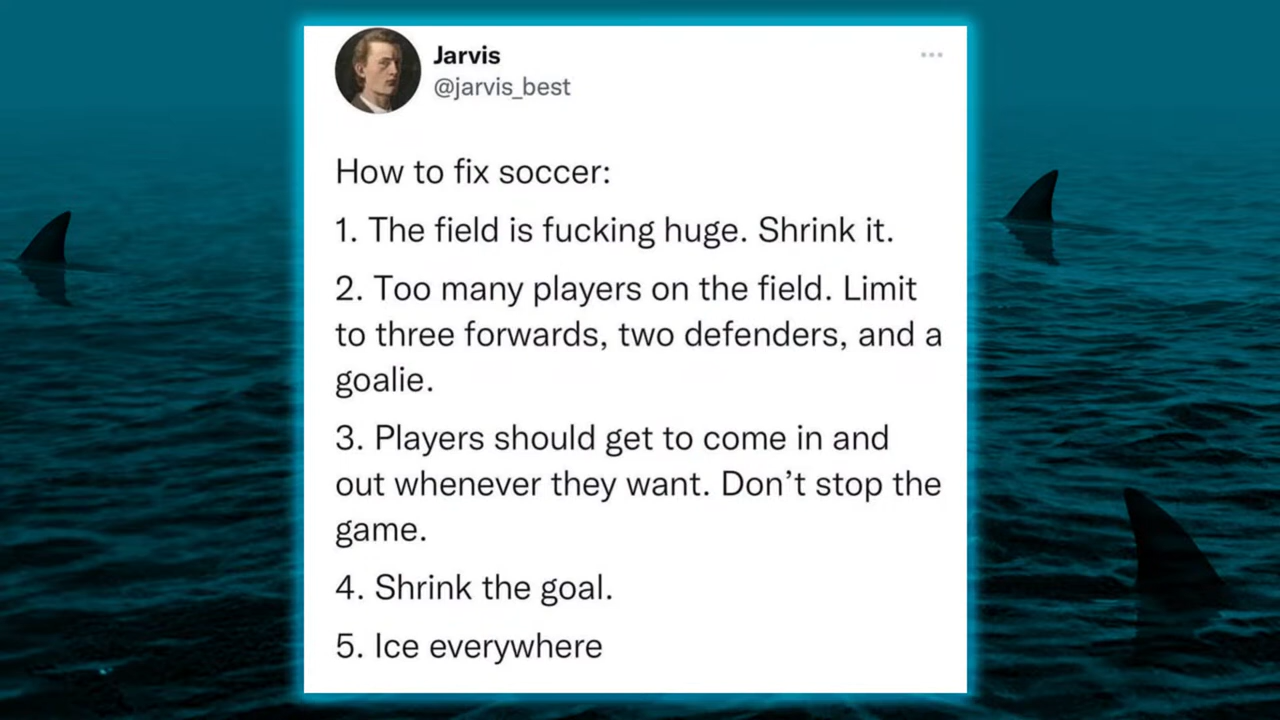 Jarvis
@jarvis_best
How to fix soccer:
1. The field is fucking huge. Shrink it.
2. Too many players on the field. Limit
to three forwards, two defenders, and a
goalie.
3. Players should get to come in and
out whenever they want. Don’t stop the
game.
4. Shrink the goal.
5. Ice everywhere